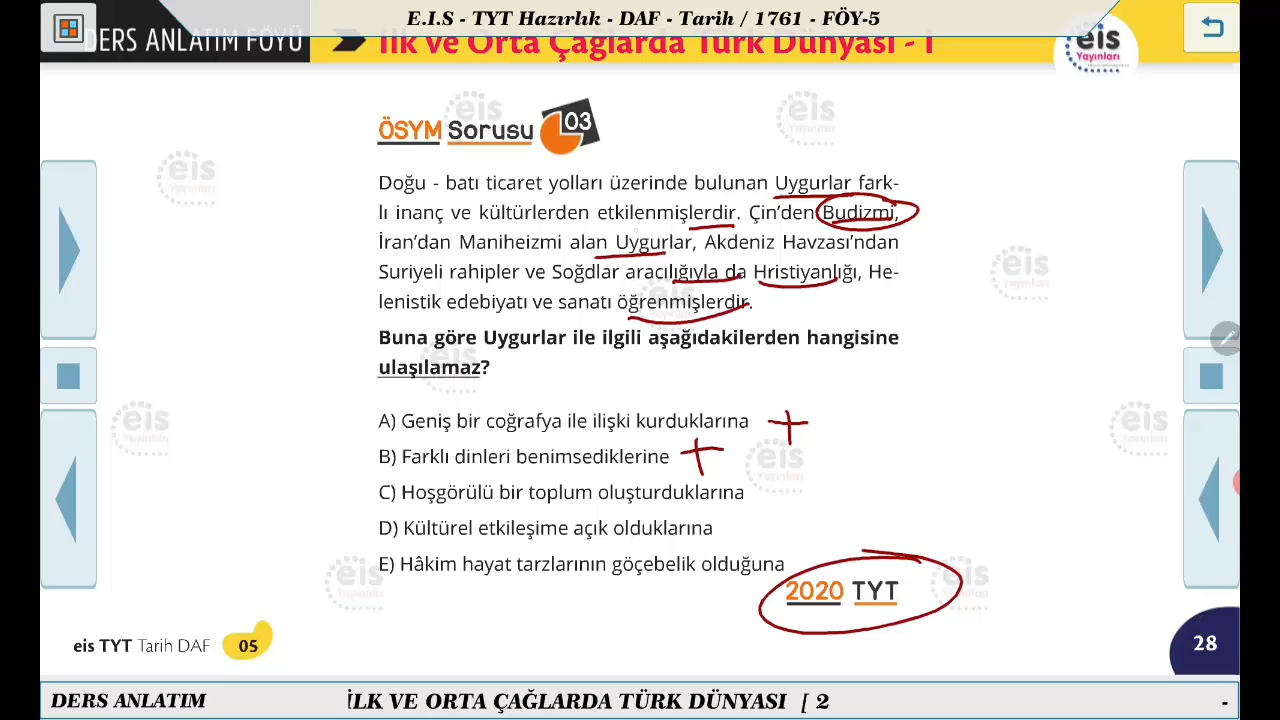 E.I.S - TYT Hazırlık - DAF - Tarih / 1761 - FÖY-5
DERS ANLATIM FÖYÜ
İlk ve Orta Çağlarda Türk Dünyası - I
eis
Yayınları
ÖSYM Sorusu 03
Doğu - batı ticaret yolları üzerinde bulunan Uygurlar fark-
lı inanç ve kültürlerden etkilenmişlerdir. Çin'den Budizmi,
İran'dan Maniheizmi alan Uygurlar, Akdeniz Havzası'ndan
Suriyeli rahipler ve Soğdlar aracılığıyla da Hristiyanlığı, He-
lenistik edebiyatı ve sanatı öğrenmişlerdir.
Buna göre Uygurlar ile ilgili aşağıdakilerden hangisine
ulaşılamaz?
A) Geniş bir coğrafya ile ilişki kurduklarına +
B) Farklı dinleri benimsediklerine +
C) Hoşgörülü bir toplum oluşturduklarına
D) Kültürel etkileşime açık olduklarına
E) Hâkim hayat tarzlarının göçebelik olduğuna
2020 TYT
eis TYT Tarih DAF 05
28
DERS ANLATIM İLK VE ORTA ÇAĞLARDA TÜRK DÜNYASI [ 2 -